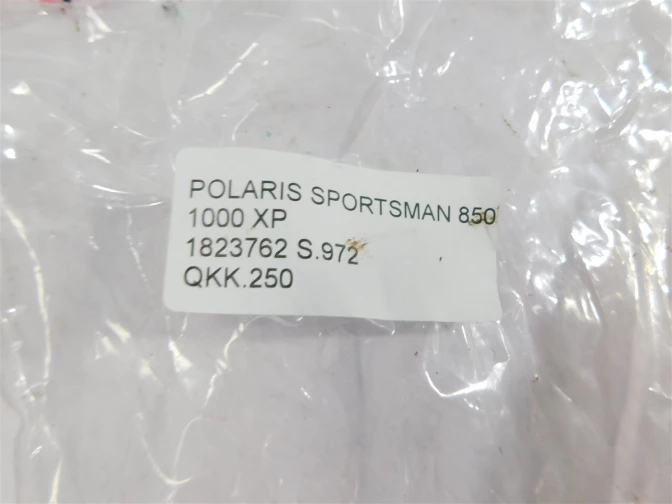 POLARIS SPORTSMAN 850
1000 XP
1823762 S.972
QKK.250